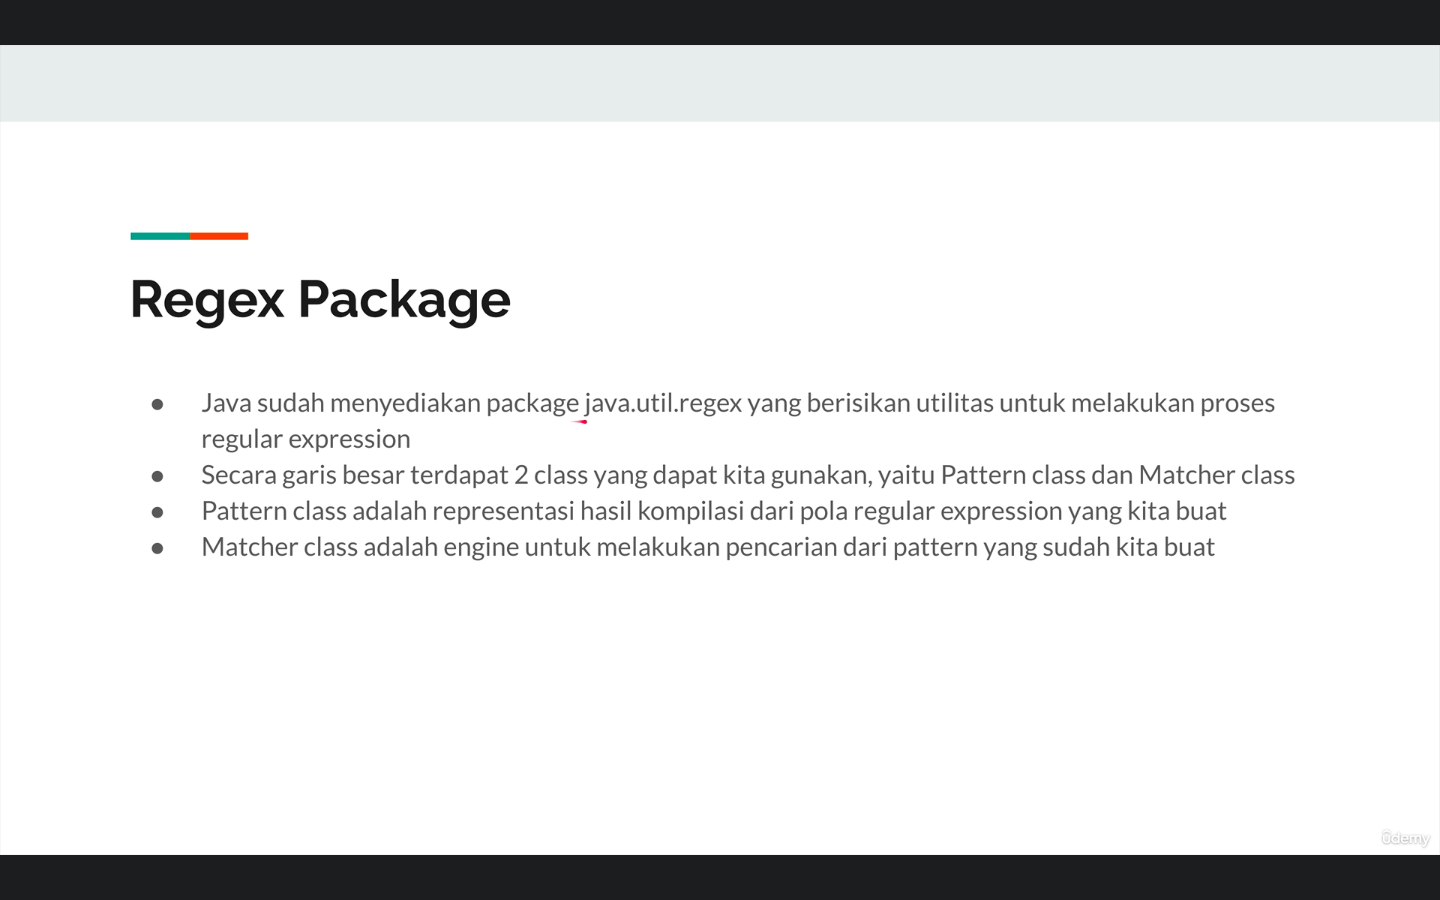 Regex Package
● Java sudah menyediakan package java.util.regex yang berisikan utilitas untuk melakukan proses
regular expression
● Secara garis besar terdapat 2 class yang dapat kita gunakan, yaitu Pattern class dan Matcher class
● Pattern class adalah representasi hasil kompilasi dari pola regular expression yang kita buat
● Matcher class adalah engine untuk melakukan pencarian dari pattern yang sudah kita buat
ûdemy